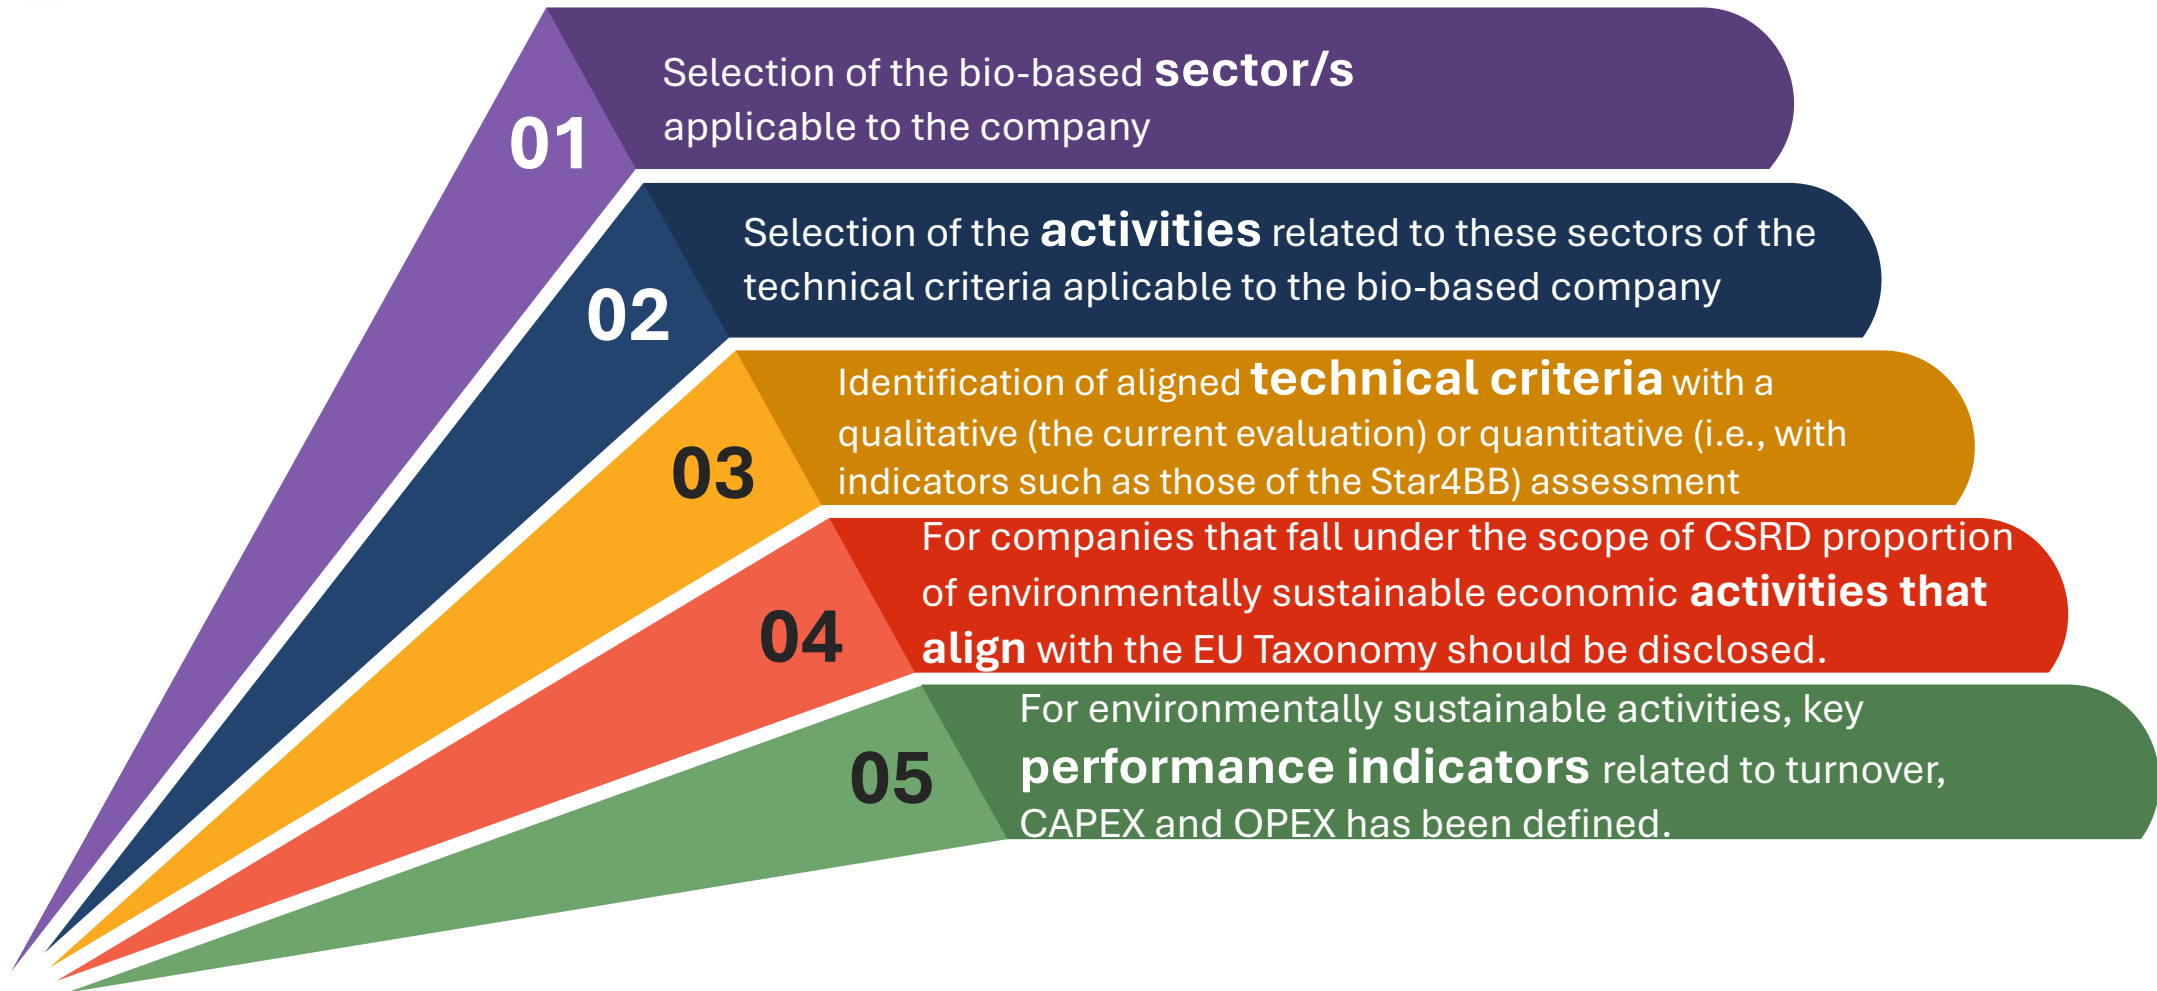 01
Selection of the bio-based sector/s
applicable to the company
02
Selection of the activities related to these sectors of the
technical criteria aplicable to the bio-based company
03
Identification of aligned technical criteria with a
qualitative (the current evaluation) or quantitative (i.e., with
indicators such as those of the Star4BB) assessment
04
For companies that fall under the scope of CSRD proportion
of environmentally sustainable economic activities that
align with the EU Taxonomy should be disclosed.
05
For environmentally sustainable activities, key
performance indicators related to turnover,
CAPEX and OPEX has been defined.